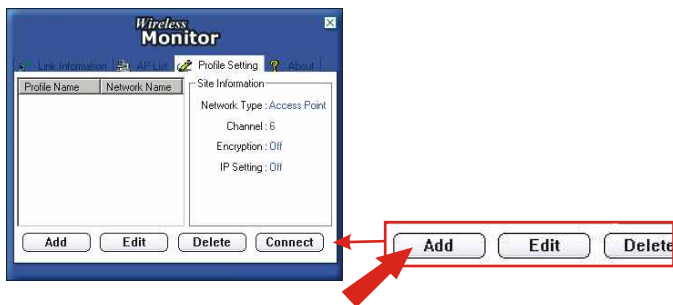 Wireless
Monitor
Link Information AP List Profile Setting ? About
Profile Name Network Name
Site Information
Network Type : Access Point
Channel : 6
Encryption : Off
IP Setting : Off
Add Edit Delete Connect
Add Edit Delete